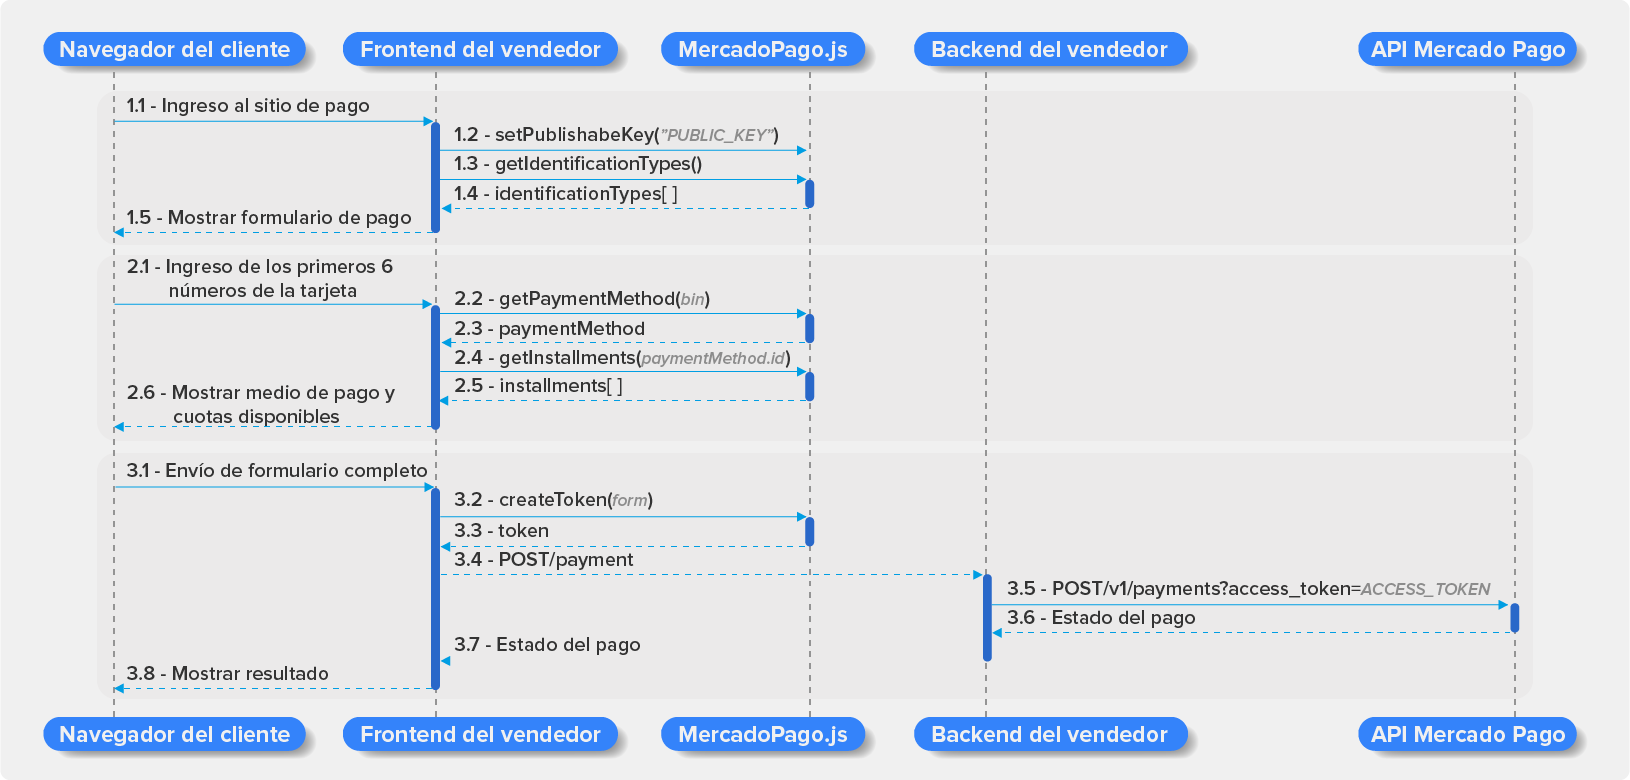 Navegador del cliente
Frontend del vendedor
MercadoPago.js
Backend del vendedor
API Mercado Pago
1.1 - Ingreso al sitio de pago
1.2 - setPublishabeKey("PUBLIC_KEY")
1.3 - getIdentificationTypes()
1.4 - identificationTypes[ ]
1.5 - Mostrar formulario de pago
2.1 - Ingreso de los primeros 6
números de la tarjeta
2.2 - getPaymentMethod(bin)
2.3 - paymentMethod
2.4 - getInstallments(paymentMethod.id)
2.5 - installments[ ]
2.6 - Mostrar medio de pago y
cuotas disponibles
3.1 - Envío de formulario completo
3.2 - createToken(form)
3.3 - token
3.4 - POST/payment
3.5 - POST/v1/payments?access_token=ACCESS_TOKEN
3.6 - Estado del pago
3.7 - Estado del pago
3.8 - Mostrar resultado
Navegador del cliente
Frontend del vendedor
MercadoPago.js
Backend del vendedor
API Mercado Pago